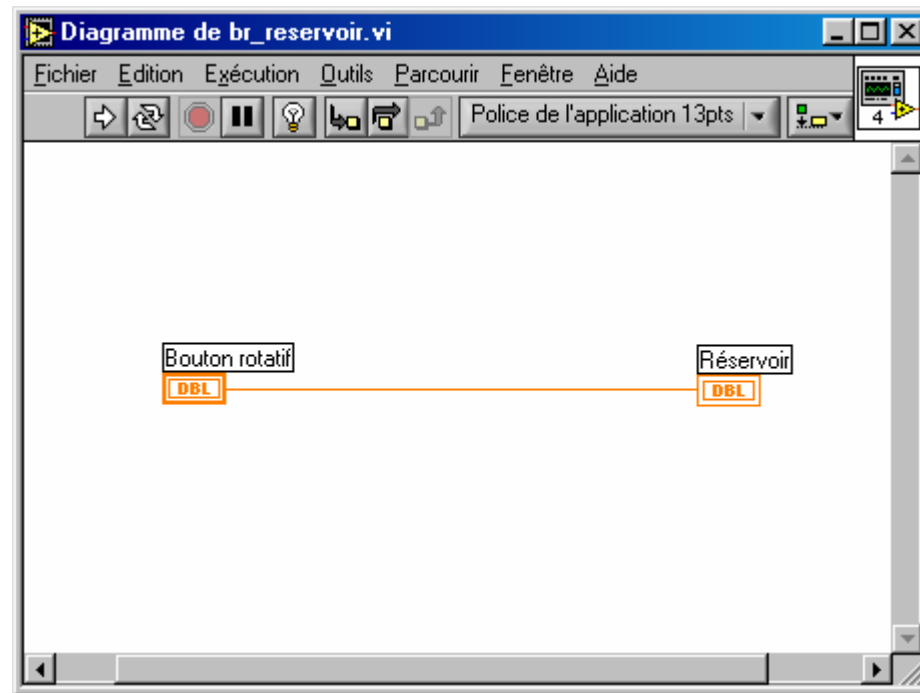 Diagramme de br_reservoir.vi
Fichier Edition Exécution Outils Parcourir Fenêtre Aide
Police de l'application 13pts
4
Bouton rotatif
Réservoir
DBL
DBL